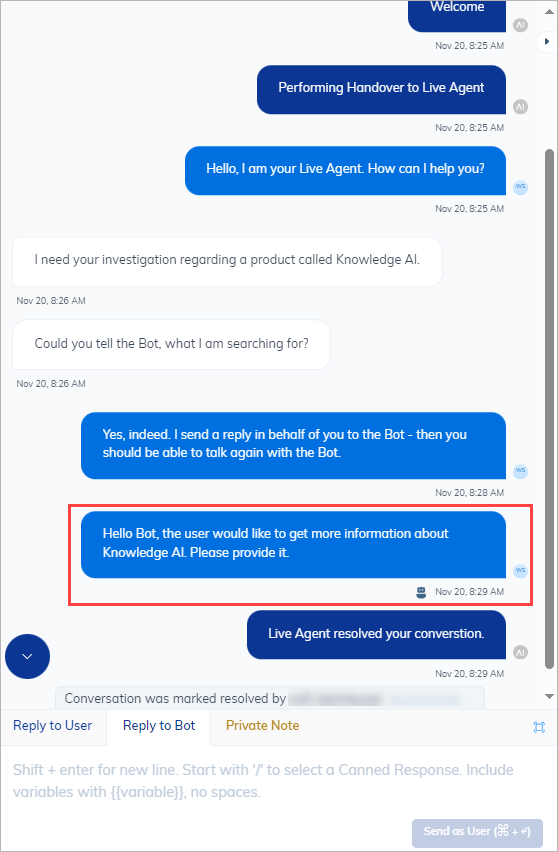 Welcome
AI
Nov 20, 8:25 AM
Performing Handover to Live Agent
AI
Nov 20, 8:25 AM
Hello, I am your Live Agent. How can I help you?
WS
Nov 20, 8:25 AM
I need your investigation regarding a product called Knowledge AI.
Nov 20, 8:26 AM
Could you tell the Bot, what I am searching for?
Nov 20, 8:26 AM
Yes, indeed. I send a reply in behalf of you to the Bot - then you
should be able to talk again with the Bot.
WS
Nov 20, 8:28 AM
Hello Bot, the user would like to get more information about
Knowledge AI. Please provide it.
WS
Nov 20, 8:29 AM
Live Agent resolved your converstion.
AI
Nov 20, 8:29 AM
Conversation was marked resolved by
Reply to User
Reply to Bot
Private Note
Shift + enter for new line. Start with '/' to select a Canned Response. Include
variables with {{variable}}, no spaces.
Send as User (⌘ + ⏎)